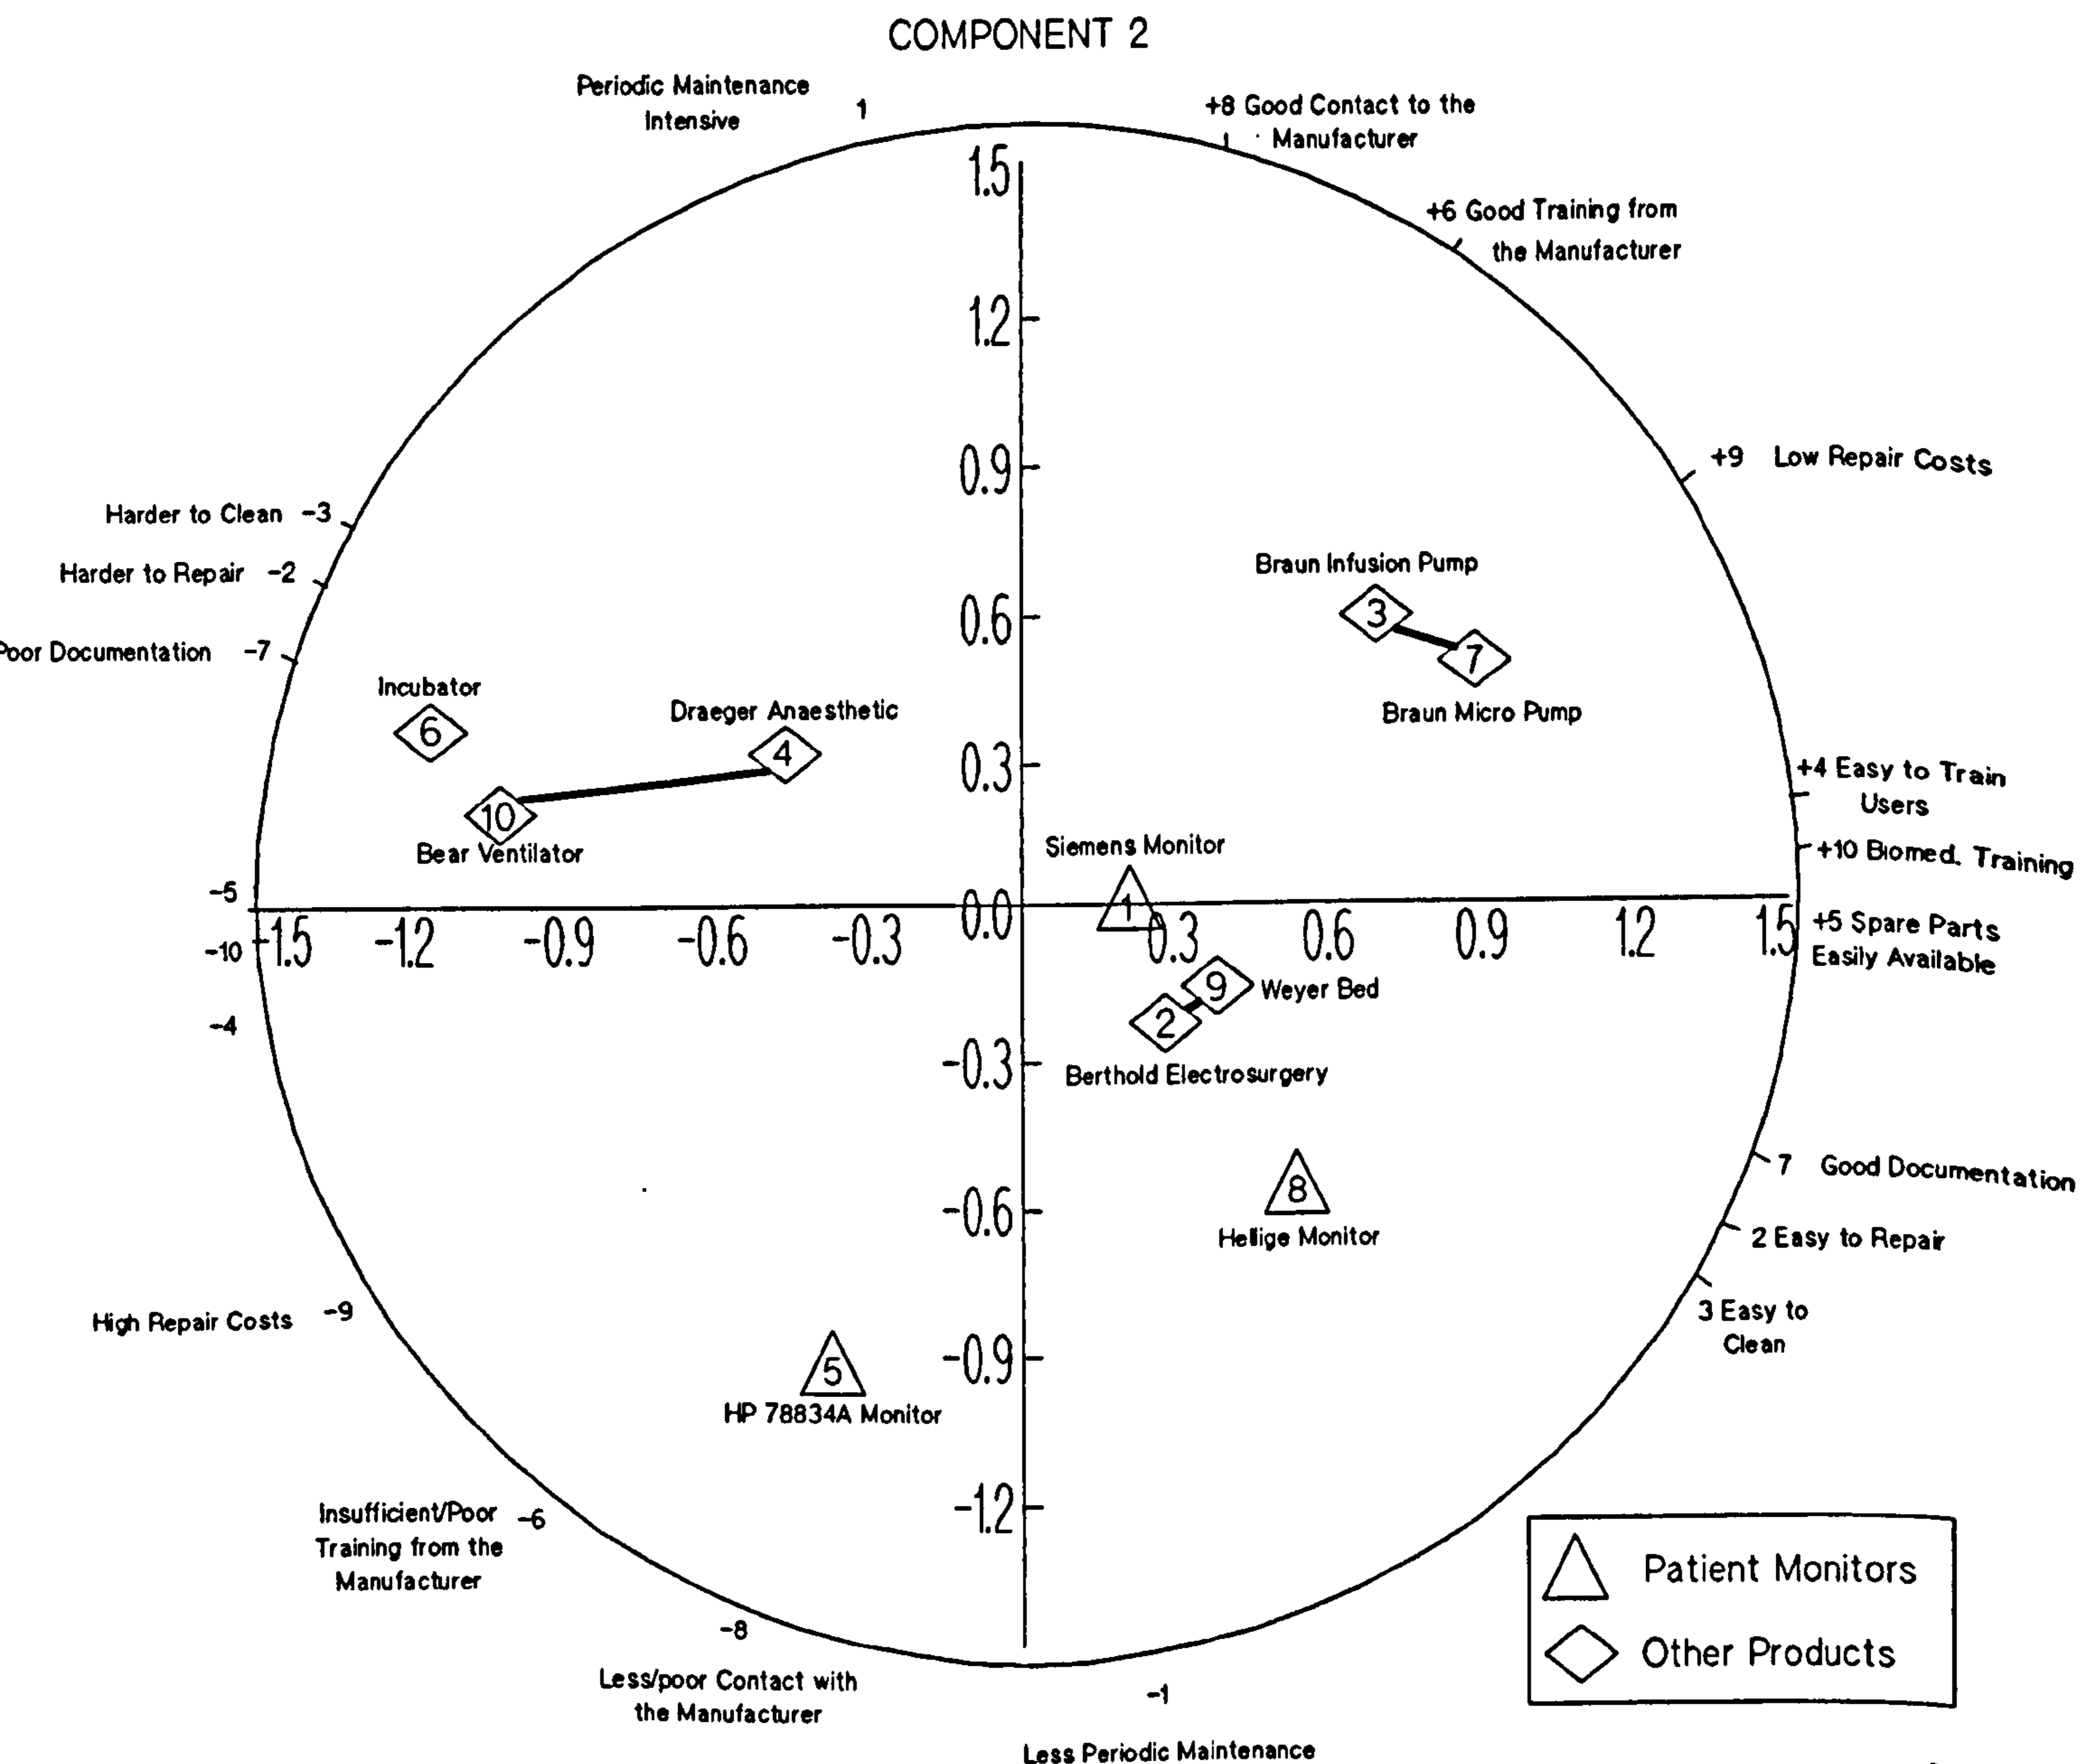 COMPONENT 2
Periodic Maintenance
Intensive
1
+8 Good Contact to the
Manufacturer
+6 Good Training from
the Manufacturer
1.5
1.2
+9 Low Repair Costs
0.9
Harder to Clean -3
Harder to Repair -2
Poor Documentation -7
Braun Infusion Pump
3
0.6
7
Braun Micro Pump
Incubator
6
Draeger Anaesthetic
4
0.3
+4 Easy to Train
Users
10
Bear Ventilator
Siemens Monitor
1
+10 Biomed. Training
-5
-10
-4
-1.5 -1.2 -0.9 -0.6 -0.3 0.0 0.3 0.6 0.9 1.2 1.5
+5 Spare Parts
Easily Available
9 Weyer Bed
2
Berthold Electrosurgery
-0.3
7 Good Documentation
8
Hellige Monitor
-0.6
2 Easy to Repair
3 Easy to
Clean
High Repair Costs -9
5
HP 78834A Monitor
-0.9
-1.2
Insufficient/Poor -6
Training from the
Manufacturer
-8
Less/poor Contact with
the Manufacturer
-1
Less Periodic Maintenance
Patient Monitors
Other Products